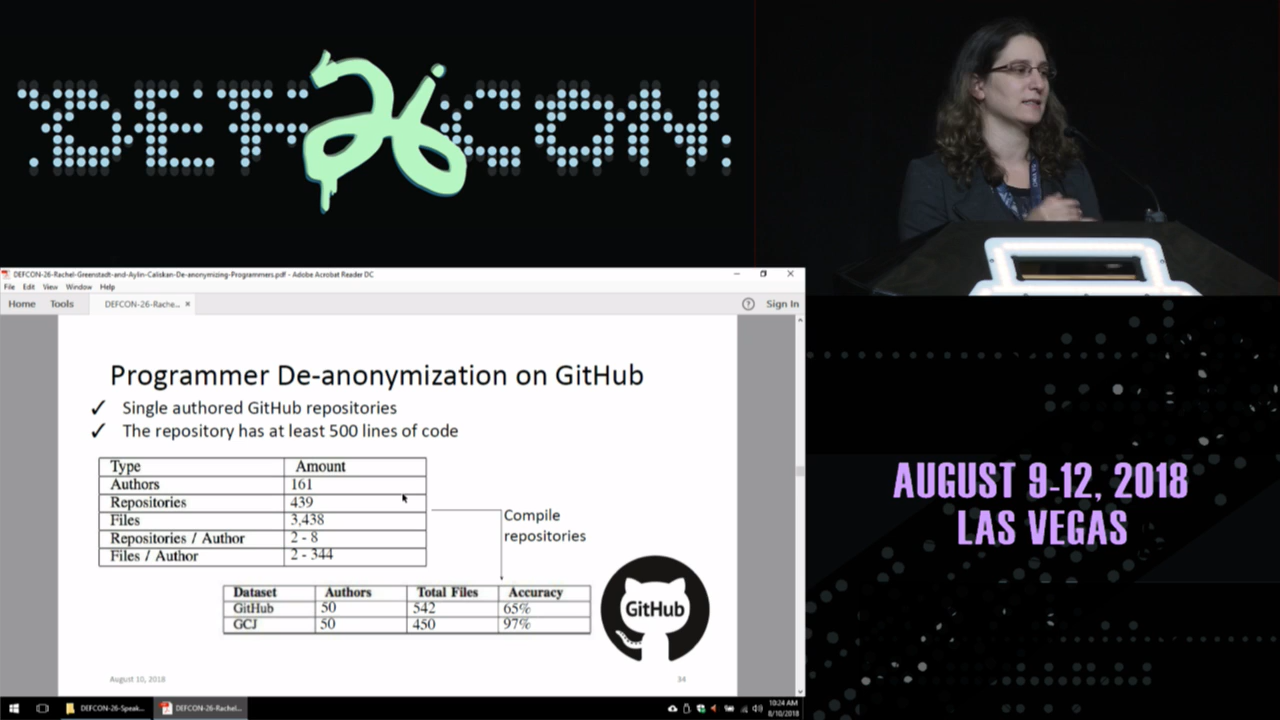 DEFCON
26
DEFCON-26-Rachel-Greenstadt-and-Aylin-Caliskan-De-anonymizing-Programmers.pdf - Adobe Acrobat Reader DC
File Edit View Window Help
Home Tools DEFCON-26-Rache... × ? Sign In
Programmer De-anonymization on GitHub
✓ Single authored GitHub repositories
✓ The repository has at least 500 lines of code
Type Amount
Authors 161
Repositories 439
Files 3,438
Repositories / Author 2 - 8
Files / Author 2 - 344
Compile
repositories
Dataset Authors Total Files Accuracy
GitHub 50 542 65%
GCJ 50 450 97%
GitHub
August 10, 2018 34
DEFCON-26-Speak... DEFCON-26-Rachel... 10:24 AM
8/10/2018
AUGUST 9-12, 2018
LAS VEGAS